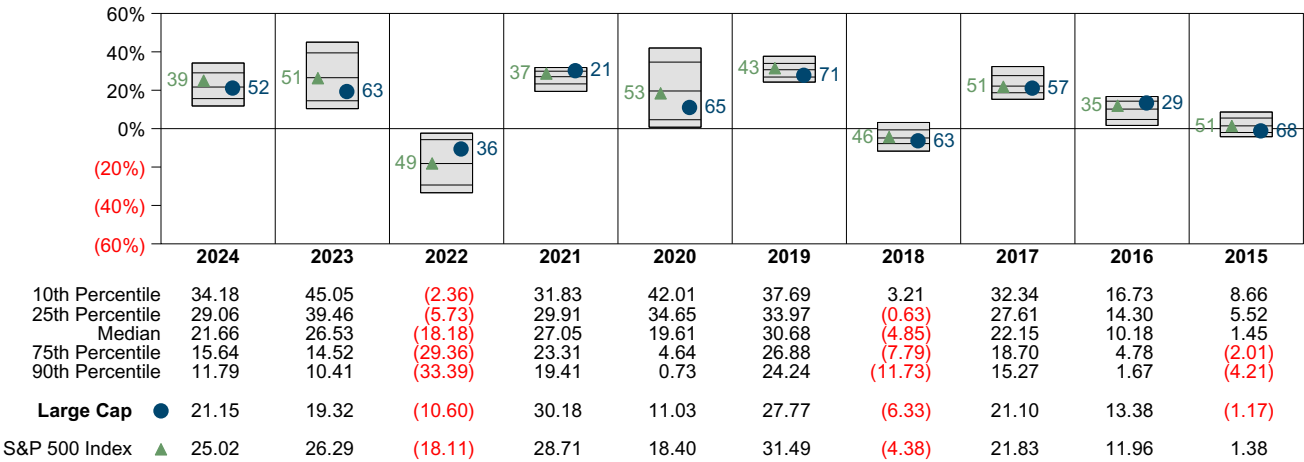 60%
40%
20%
0%
(20%)
(40%)
(60%)
39 52 51 63 49 36 37 21 53 65 43 71 46 63 51 57 35 29 51 68
2024 2023 2022 2021 2020 2019 2018 2017 2016 2015
10th Percentile 34.18 45.05 (2.36) 31.83 42.01 37.69 3.21 32.34 16.73 8.66
25th Percentile 29.06 39.46 (5.73) 29.91 34.65 33.97 (0.63) 27.61 14.30 5.52
Median 21.66 26.53 (18.18) 27.05 19.61 30.68 (4.85) 22.15 10.18 1.45
75th Percentile 15.64 14.52 (29.36) 23.31 4.64 26.88 (7.79) 18.70 4.78 (2.01)
90th Percentile 11.79 10.41 (33.39) 19.41 0.73 24.24 (11.73) 15.27 1.67 (4.21)
Large Cap 21.15 19.32 (10.60) 30.18 11.03 27.77 (6.33) 21.10 13.38 (1.17)
S&P 500 Index 25.02 26.29 (18.11) 28.71 18.40 31.49 (4.38) 21.83 11.96 1.38